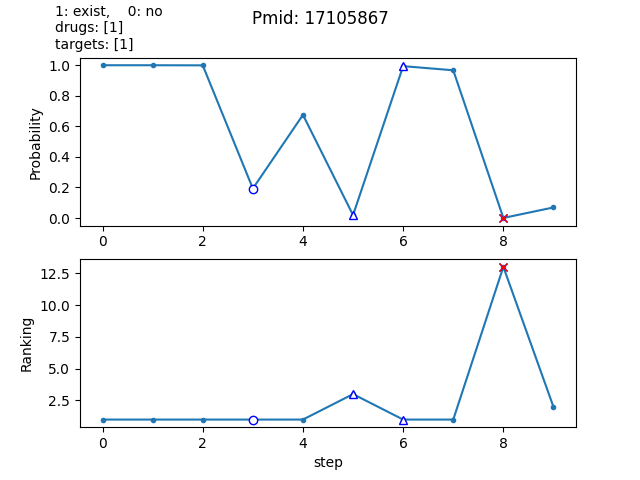 1: exist,    0: no
drugs: [1]
targets: [1]
Pmid: 17105867
Probability
1.0
0.8
0.6
0.4
0.2
0.0
0 2 4 6 8
Ranking
12.5
10.0
7.5
5.0
2.5
0 2 4 6 8
step